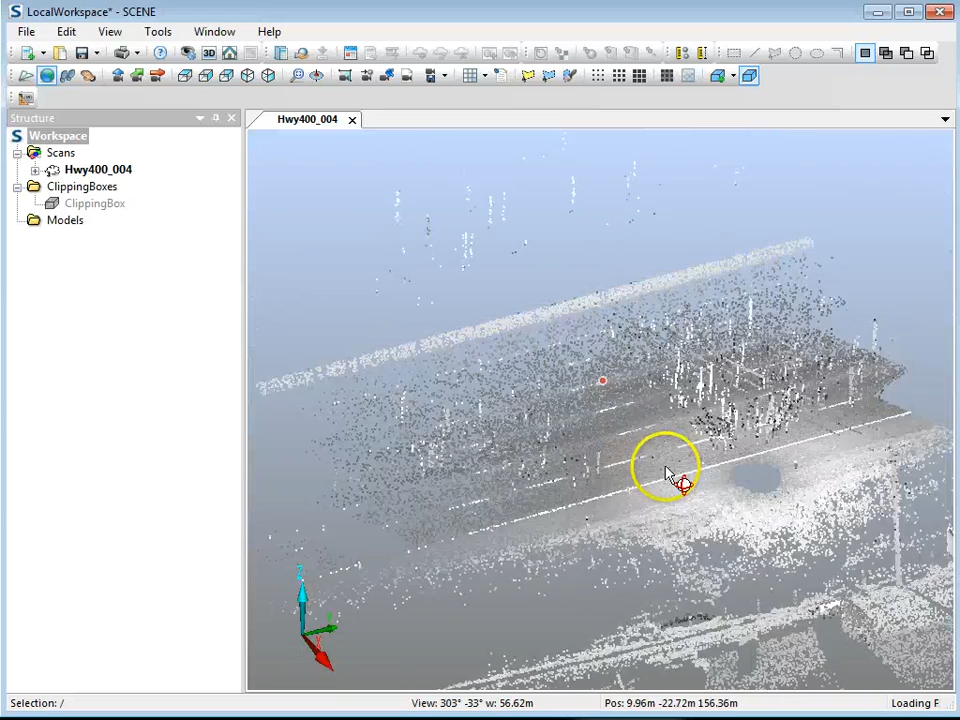 LocalWorkspace* - SCENE
File Edit View Tools Window Help
3D
Structure
Workspace
Scans
Hwy400_004
ClippingBoxes
ClippingBox
Models
Hwy400_004
Z
Selection: /
View: 303° -33° w: 56.62m
Pos: 9.96m -22.72m 156.36m
Loading F